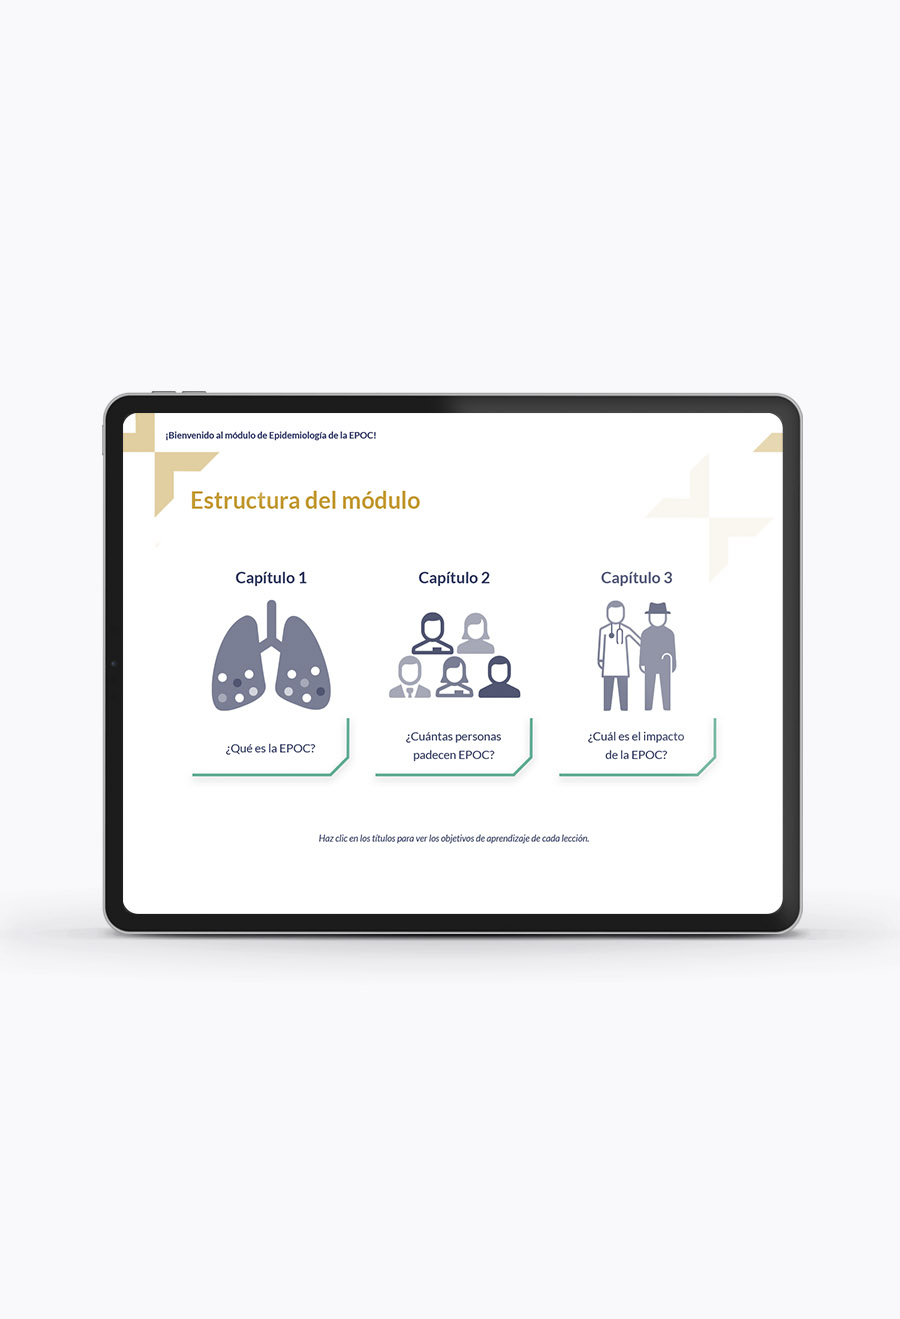 ¡Bienvenido al módulo de Epidemiología de la EPOC!
Estructura del módulo
Capítulo 1
Capítulo 2
Capítulo 3
¿Qué es la EPOC?
¿Cuántas personas
padecen EPOC?
¿Cuál es el impacto
de la EPOC?
Haz clic en los títulos para ver los objetivos de aprendizaje de cada lección.